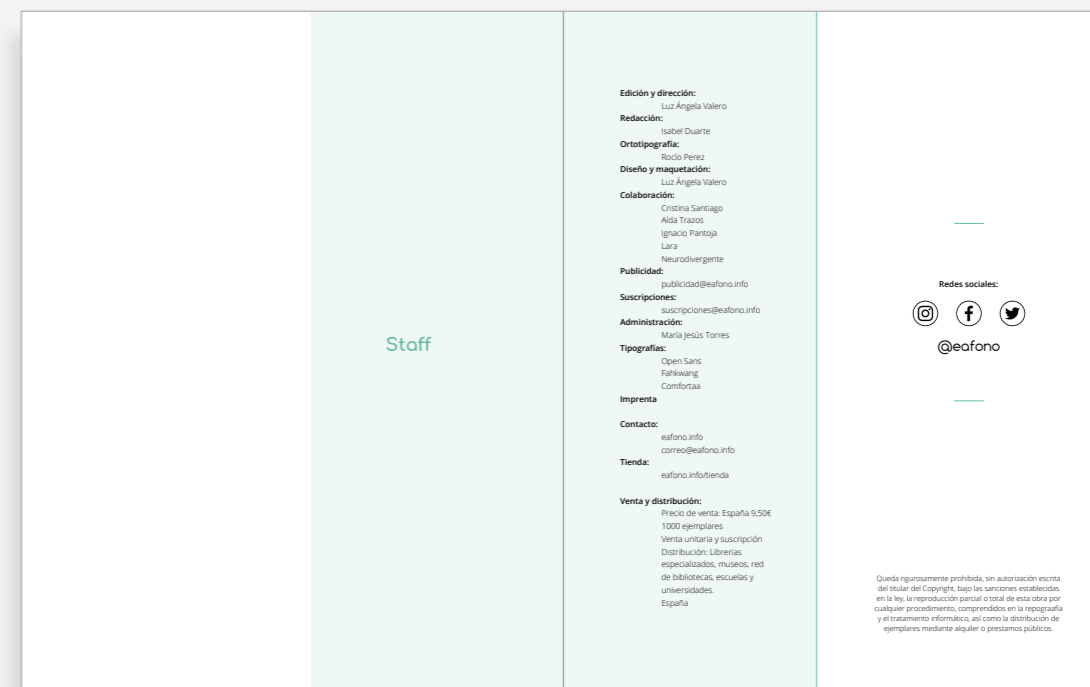 Staff
Edición y dirección:
Luz Ángela Valero
Redacción:
Isabel Duarte
Ortotipografía:
Rocío Perez
Diseño y maquetación:
Luz Ángela Valero
Colaboración:
Cristina Santiago
Aida Trazos
Ignacio Pantoja
Lara
Neurodivergente
Publicidad:
publicidad@eafono.info
Suscripciones:
suscripciones@eafono.info
Administración:
María Jesús Torres
Tipografías:
Open Sans
Fahkwang
Comfortaa
Imprenta
Contacto:
eafono.info
correo@eafono.info
Tienda:
eafono.info/tienda
Venta y distribución:
Precio de venta: España 9,50€
1000 ejemplares
Venta unitaria y suscripción
Distribución: Librerias
especializados, museos, red
de bibliotecas, escuelas y
universidades.
España
Redes sociales:
@eafono
Queda rigurosamente prohibida, sin autorización escrita
del titular del Copyright, bajo las sanciones establecidas
en la ley, la reproducción parcial o total de esta obra por
cualquier procedimiento, comprendidos en la repograafía
y el tratamiento informático, así como la distribución de
ejemplares mediante alquiler o prestamos públicos.